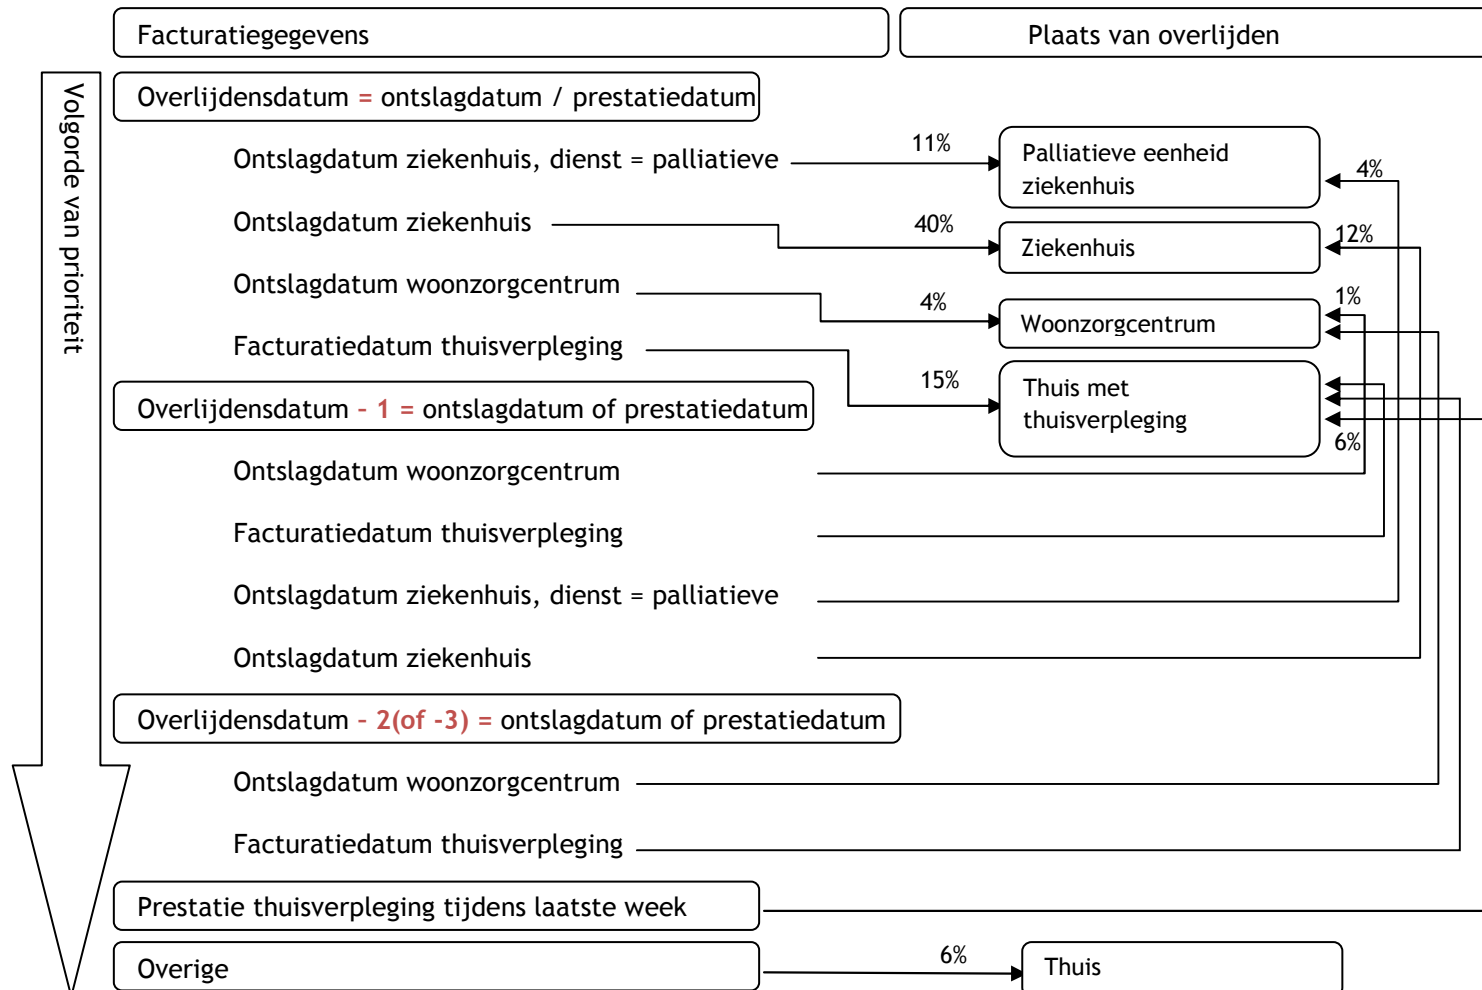 Facturatiegegevens
Plaats van overlijden
Volgorde van prioriteit
Overlijdensdatum = ontslagdatum / prestatiedatum
Ontslagdatum ziekenhuis, dienst = palliatieve
11%
Palliatieve eenheid
ziekenhuis
4%
Ontslagdatum ziekenhuis
40%
Ziekenhuis
12%
Ontslagdatum woonzorgcentrum
4%
Woonzorgcentrum
1%
Facturatiedatum thuisverpleging
15%
Thuis met
thuisverpleging
6%
Overlijdensdatum - 1 = ontslagdatum of prestatiedatum
Ontslagdatum woonzorgcentrum
Facturatiedatum thuisverpleging
Ontslagdatum ziekenhuis, dienst = palliatieve
Ontslagdatum ziekenhuis
Overlijdensdatum - 2(of -3) = ontslagdatum of prestatiedatum
Ontslagdatum woonzorgcentrum
Facturatiedatum thuisverpleging
Prestatie thuisverpleging tijdens laatste week
Overige
6%
Thuis